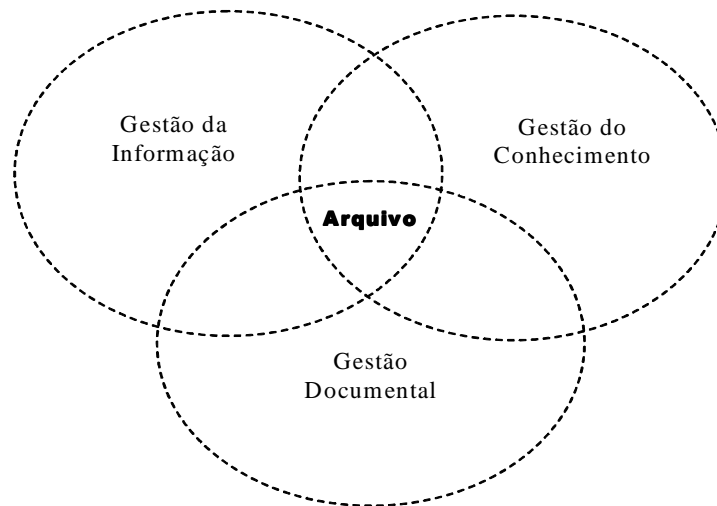 Gestão da
Informação
Gestão do
Conhecimento
Arquivo
Gestão
Documental